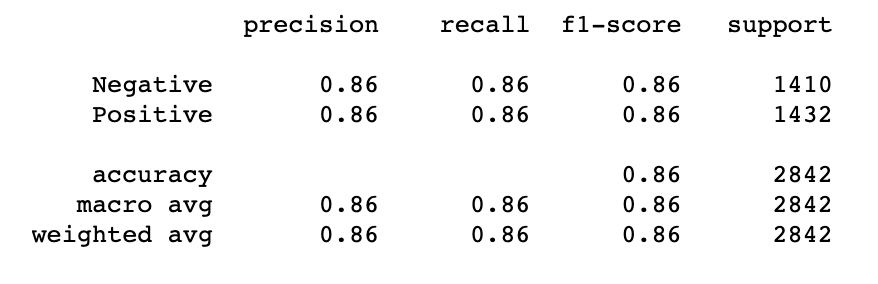 precision recall f1-score support
Negative 0.86 0.86 0.86 1410
Positive 0.86 0.86 0.86 1432
accuracy 0.86 2842
macro avg 0.86 0.86 0.86 2842
weighted avg 0.86 0.86 0.86 2842